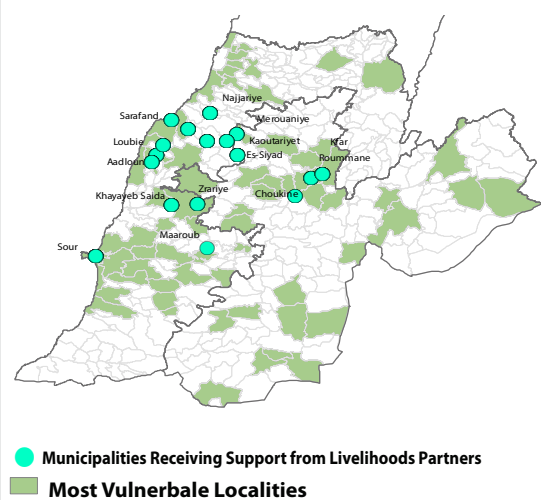 Najjariye
Sarafand
Merouaniye
Loubie
Kaoutariyet
Kfar
Aadloun
Es-Siyad
Roummane
Khayayeb Saida
Zrariye
Choukine
Maaroub
Sour
Municipalities Receiving Support from Livelihoods Partners
Most Vulnerbale Localities